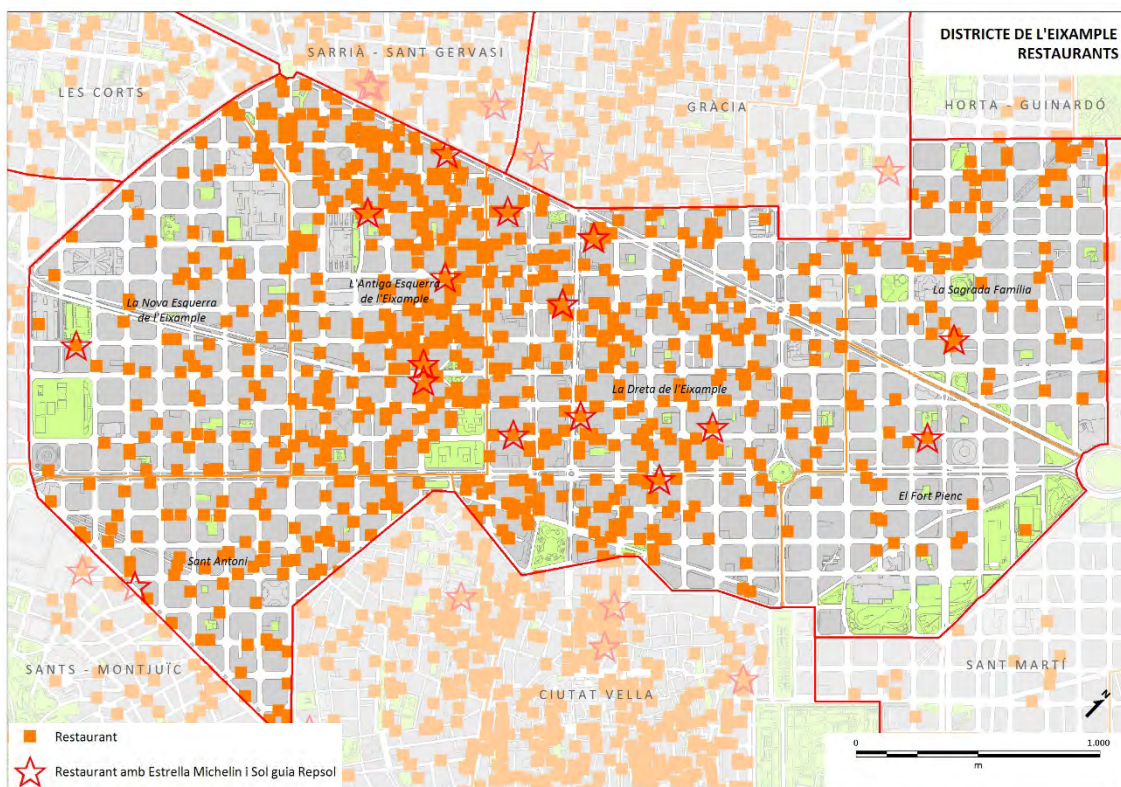 DISTRICTE DE L'EIXAMPLE
RESTAURANTS
SARRIÀ - SANT GERVASI
LES CORTS
GRÀCIA
HORTA - GUINARDÓ
L'Antiga Esquerra
de l'Eixample
La Nova Esquerra
de l'Eixample
La Sagrada Família
La Dreta de l'Eixample
El Fort Pienc
Sant Antoni
SANTS - MONTJUÏC
CIUTAT VELLA
SANT MARTÍ
N
Restaurant
Restaurant amb Estrella Michelin i Sol guia Repsol
0
1.000
m